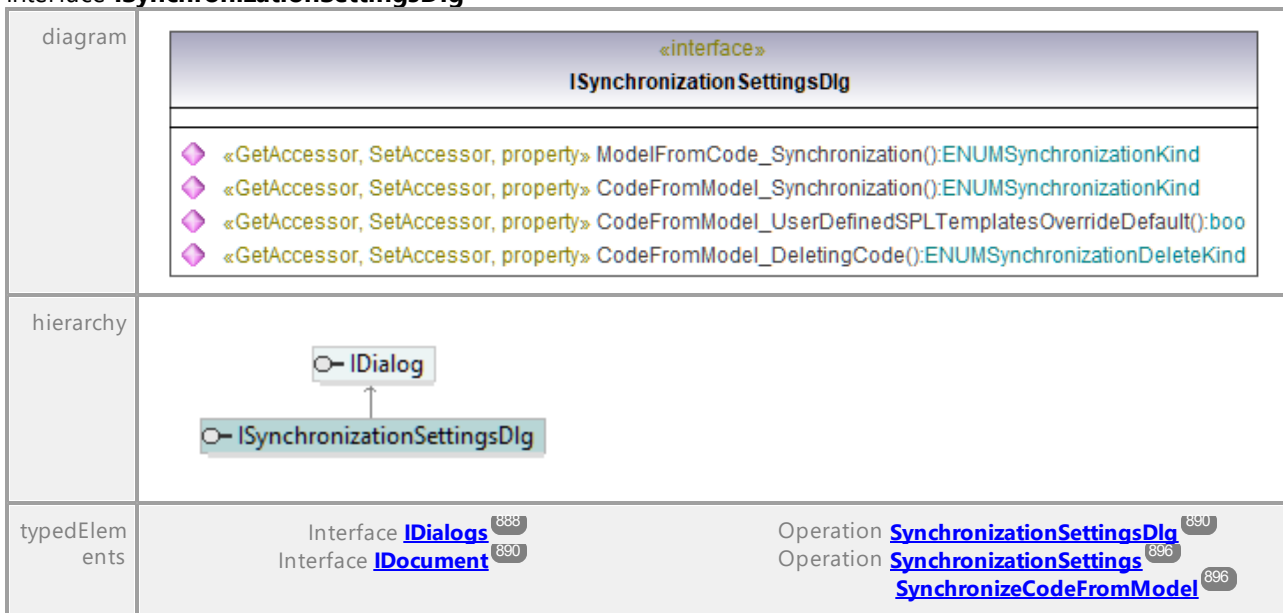 interface ISynchronizationSettingsDlg
diagram
«interface»
ISynchronizationSettingsDlg
«GetAccessor, SetAccessor, property» ModelFromCode_Synchronization():ENUMSynchronizationKind
«GetAccessor, SetAccessor, property» CodeFromModel_Synchronization():ENUMSynchronizationKind
«GetAccessor, SetAccessor, property» CodeFromModel_UserDefinedSPLTemplatesOverrideDefault():boo
«GetAccessor, SetAccessor, property» CodeFromModel_DeletingCode():ENUMSynchronizationDeleteKind
hierarchy
IDialog
ISynchronizationSettingsDlg
typedElem
ents
Interface IDialogs 888
Operation SynchronizationSettingsDlg 890
Interface IDocument 890
Operation SynchronizationSettings 896
SynchronizeCodeFromModel 896